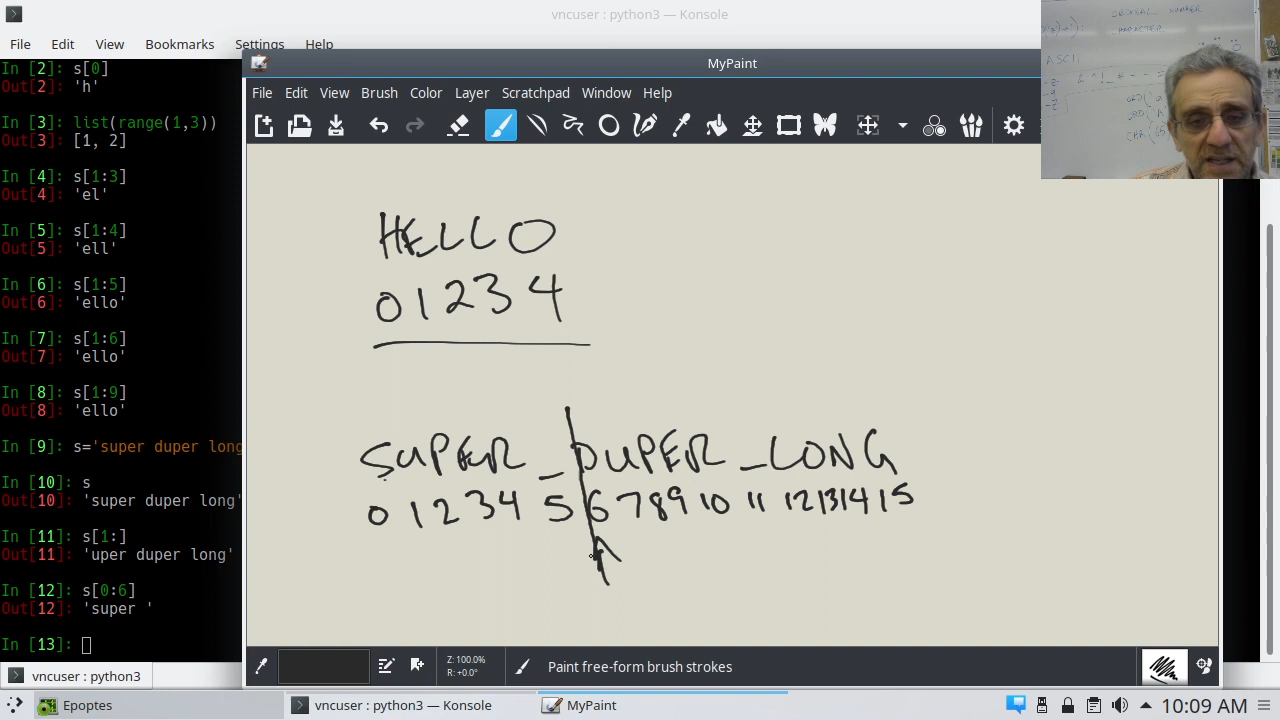 vncuser : python3 — Konsole
File Edit View Bookmarks Settings Help
In [2]: s[0]
Out[2]: 'h'
In [3]: list(range(1,3))
Out[3]: [1, 2]
In [4]: s[1:3]
Out[4]: 'el'
In [5]: s[1:4]
Out[5]: 'ell'
In [6]: s[1:5]
Out[6]: 'ello'
In [7]: s[1:6]
Out[7]: 'ello'
In [8]: s[1:9]
Out[8]: 'ello'
In [9]: s='super duper long
In [10]: s
Out[10]: 'super duper long'
In [11]: s[1:]
Out[11]: 'uper duper long'
In [12]: s[0:6]
Out[12]: 'super '
In [13]:
vncuser : python3
MyPaint
File Edit View Brush Color Layer Scratchpad Window Help
HELLO
0 1 2 3 4
SUPER _ DUPER _ LONG
0 1 2 3 4 5 6 7 8 9 10 11 12 13 14 15
Z: 100.0%
R: +0.0°
Paint free-form brush strokes
ORDINAL NUMBER
CHARACTER
ASCII
Epoptes
vncuser : python3 — Konsole
MyPaint
10:09 AM